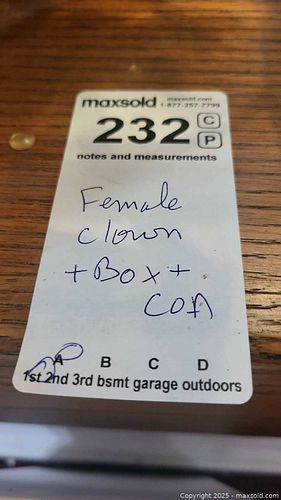 maxsold maxsold.com
1-877-257-7799
232 C
P
notes and measurements
Female
clown
+ Box +
COA
A B C D
1st 2nd 3rd bsmt garage outdoors
Copyright 2025 - maxsold.com